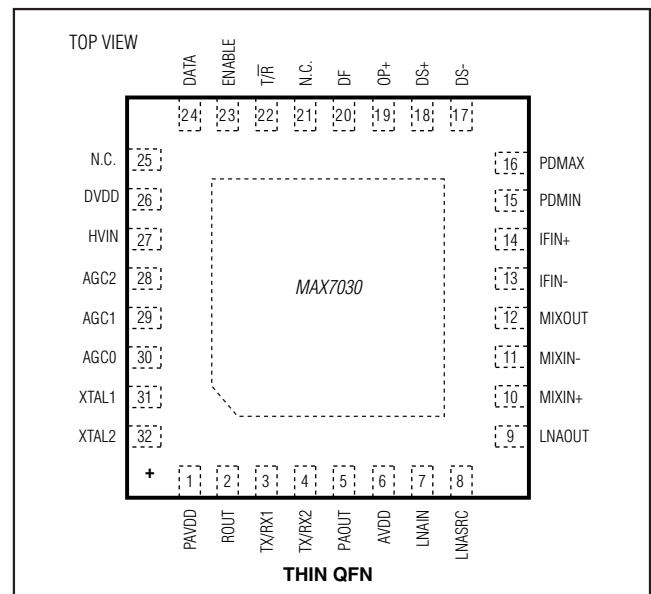 TOP VIEW
DATA
ENABLE
T̅/R
N.C.
DF
OP+
DS+
DS-
24 23 22 21 20 19 18 17
N.C. 25
DVDD 26
HVIN 27
AGC2 28
AGC1 29
AGC0 30
XTAL1 31
XTAL2 32
MAX7030
16 PDMAX
15 PDMIN
14 IFIN+
13 IFIN-
12 MIXOUT
11 MIXIN-
10 MIXIN+
9 LNAOUT
+
1 2 3 4 5 6 7 8
PAVDD
ROUT
TX/RX1
TX/RX2
PAOUT
AVDD
LNAIN
LNASRC
THIN QFN